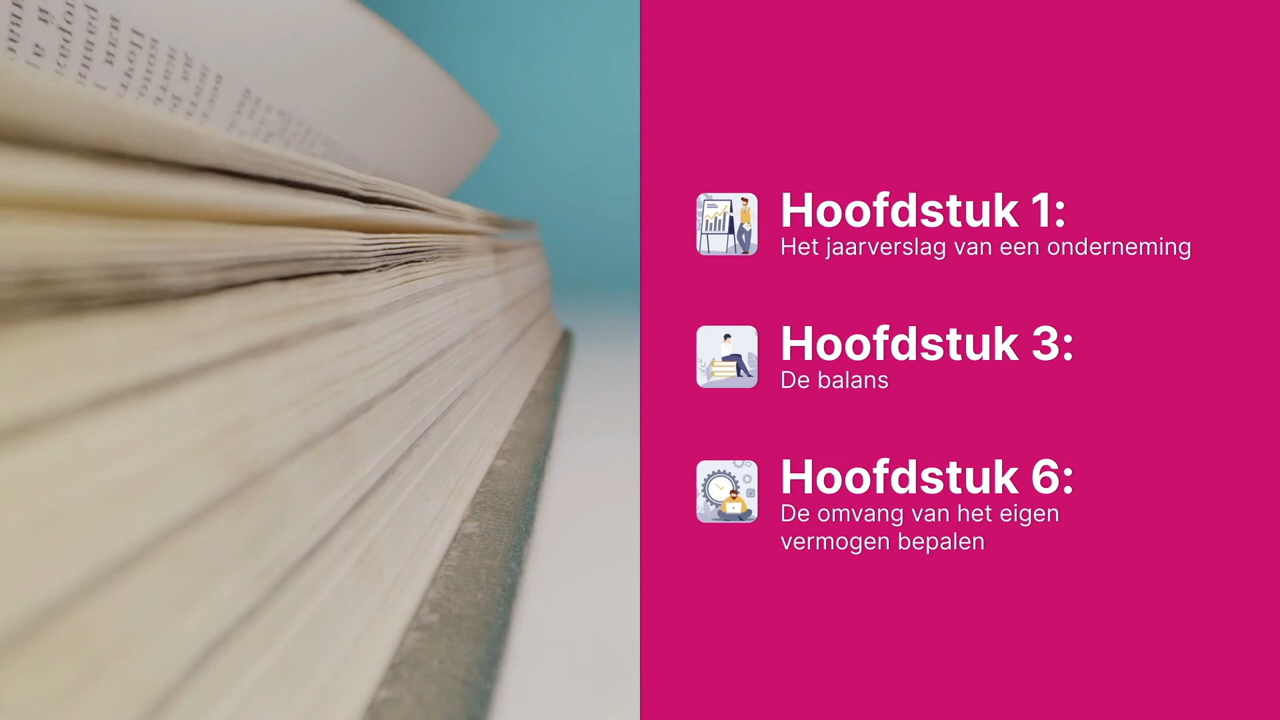 Hoofdstuk 1:
Het jaarverslag van een onderneming
Hoofdstuk 3:
De balans
Hoofdstuk 6:
De omvang van het eigen
vermogen bepalen